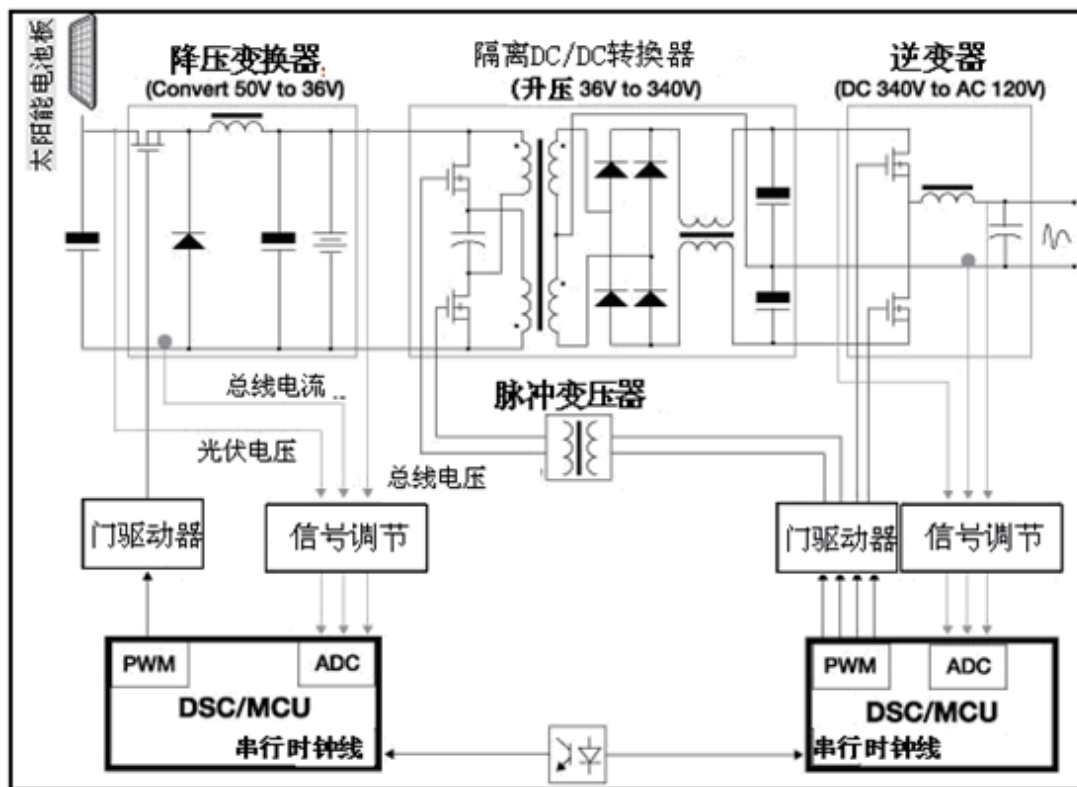 太阳能电池板
降压变换器:
(Convert 50V to 36V)
隔离DC/DC转换器
(升压 36V to 340V)
逆变器
(DC 340V to AC 120V)
总线电流 ..
光伏电压
总线电压
脉冲变压器
门驱动器
信号调节
门驱动器
信号调节
PWM
ADC
DSC/MCU
串行时钟线
PWM
ADC
DSC/MCU
串行时钟线